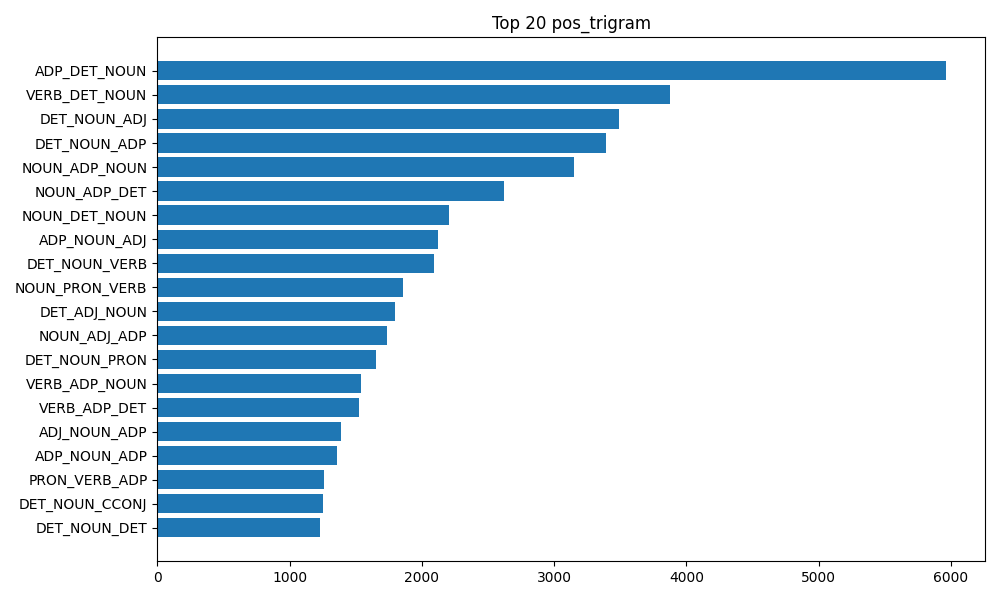 Top 20 pos_trigram
ADP_DET_NOUN
VERB_DET_NOUN
DET_NOUN_ADJ
DET_NOUN_ADP
NOUN_ADP_NOUN
NOUN_ADP_DET
NOUN_DET_NOUN
ADP_NOUN_ADJ
DET_NOUN_VERB
NOUN_PRON_VERB
DET_ADJ_NOUN
NOUN_ADJ_ADP
DET_NOUN_PRON
VERB_ADP_NOUN
VERB_ADP_DET
ADJ_NOUN_ADP
ADP_NOUN_ADP
PRON_VERB_ADP
DET_NOUN_CCONJ
DET_NOUN_DET
0 1000 2000 3000 4000 5000 6000